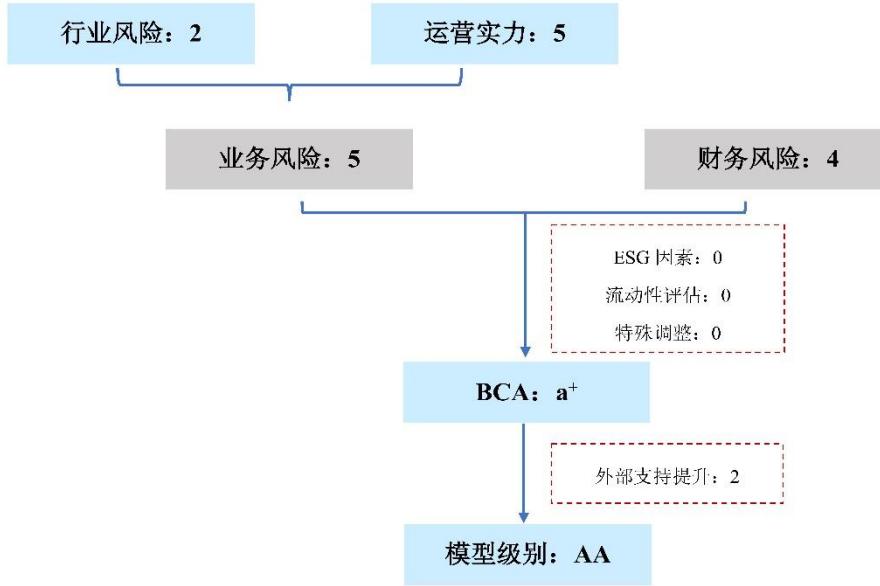 行业风险：2
运营实力：5
业务风险：5
财务风险：4
ESG 因素：0
流动性评估：0
特殊调整：0
BCA：a⁺
外部支持提升：2
模型级别：AA